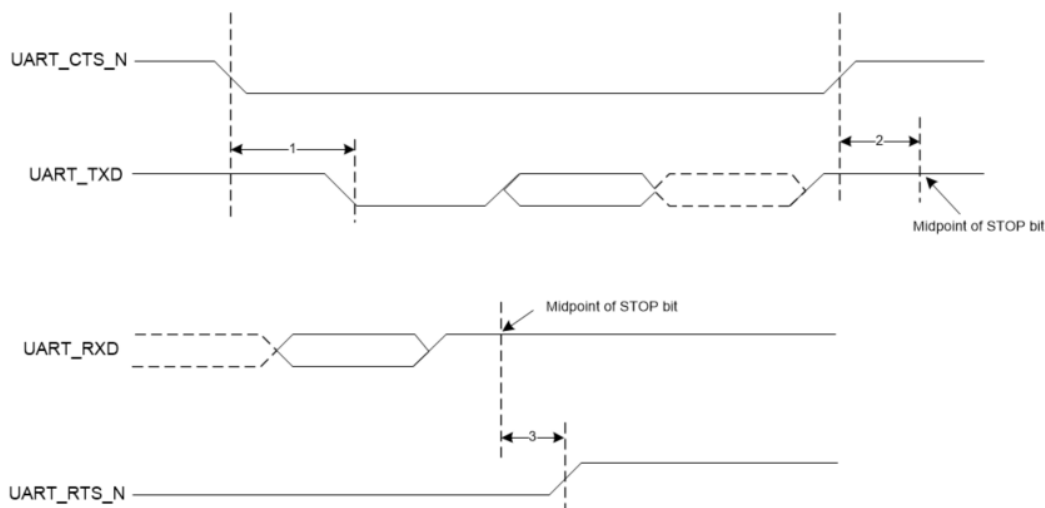 UART_CTS_N
1
2
UART_TXD
Midpoint of STOP bit
Midpoint of STOP bit
UART_RXD
3
UART_RTS_N